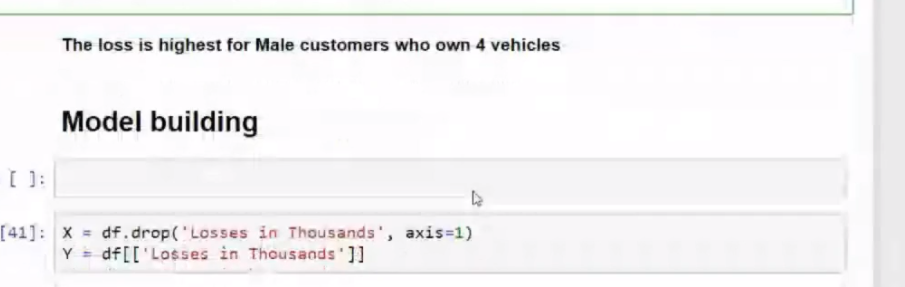 The loss is highest for Male customers who own 4 vehicles
Model building
[ ]:
[41]: X = df.drop('Losses in Thousands', axis=1)
Y = df[['Losses in Thousands']]